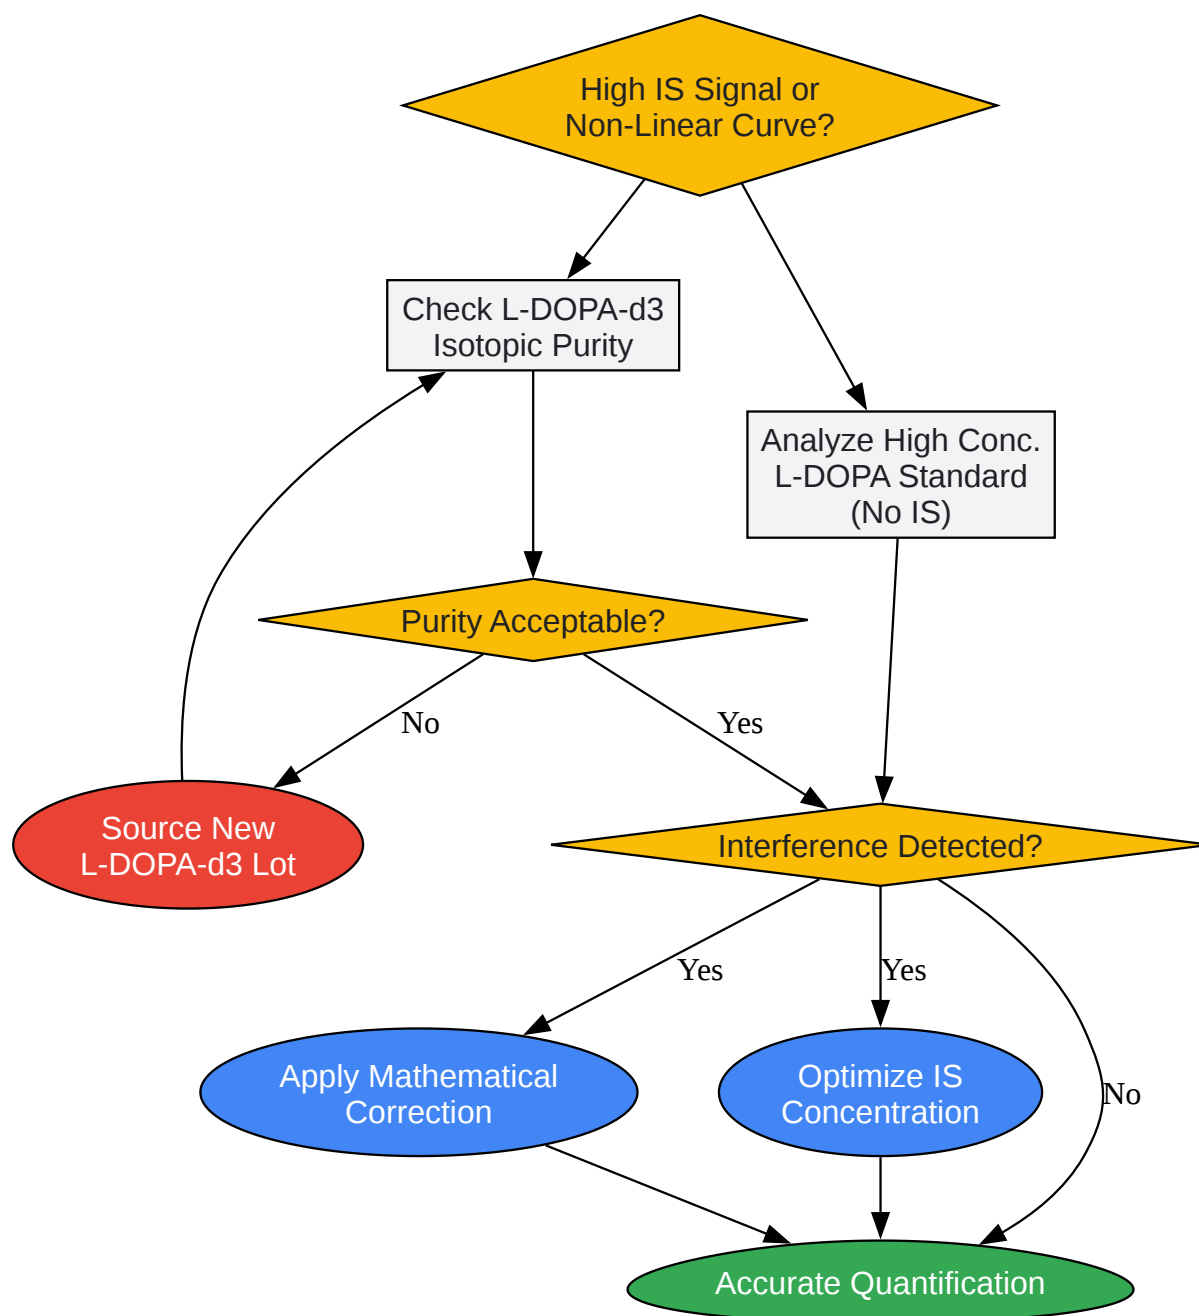 High IS Signal or
Non-Linear Curve?
Check L-DOPA-d3
Isotopic Purity
Analyze High Conc.
L-DOPA Standard
(No IS)
Purity Acceptable?
No
Yes
Source New
L-DOPA-d3 Lot
Interference Detected?
Yes
Yes
No
Apply Mathematical
Correction
Optimize IS
Concentration
Accurate Quantification